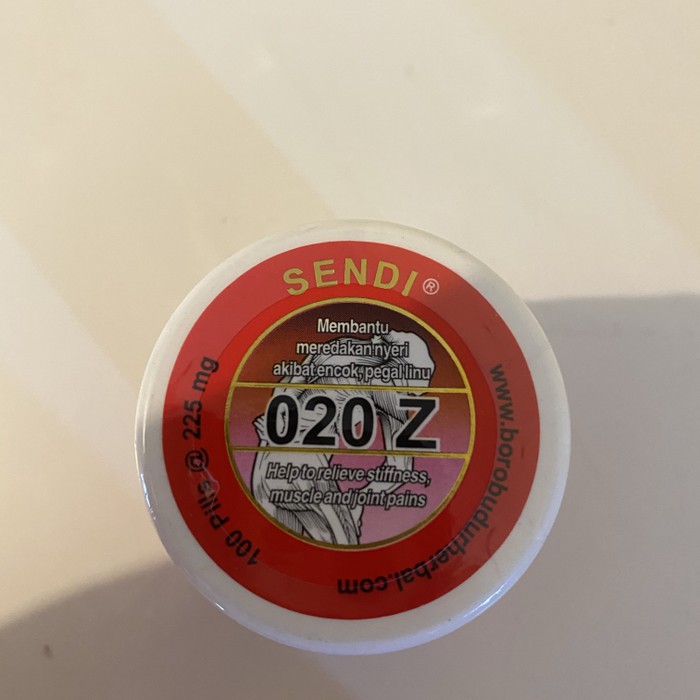 SENDI®
Membantu
meredakan nyeri
akibat encok, pegal linu
020 Z
Help to relieve stiffness,
muscle and joint pains
100 Pills @ 225 mg
www.borobudurherbal.com